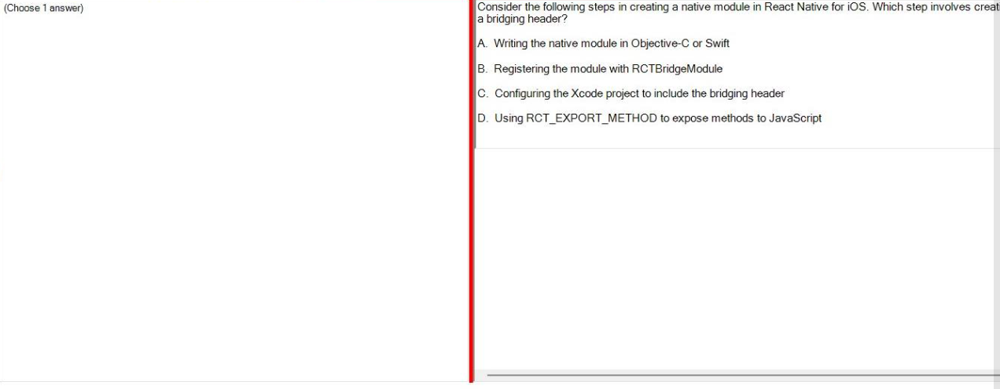 (Choose 1 answer)
Consider the following steps in creating a native module in React Native for iOS. Which step involves creat
a bridging header?
A. Writing the native module in Objective-C or Swift
B. Registering the module with RCTBridgeModule
C. Configuring the Xcode project to include the bridging header
D. Using RCT_EXPORT_METHOD to expose methods to JavaScript